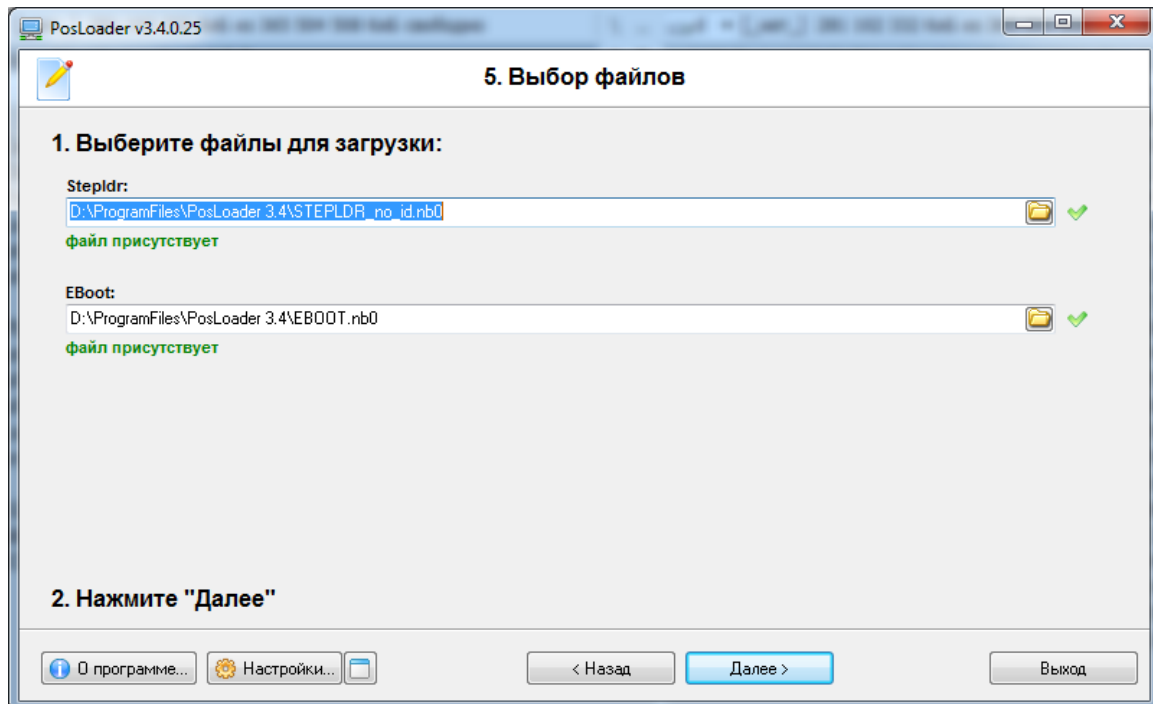 PosLoader v3.4.0.25
5. Выбор файлов
1. Выберите файлы для загрузки:
Stepldr:
D:\ProgramFiles\PosLoader 3.4\STEPLDR_no_id.nb0
файл присутствует
EBoot:
D:\ProgramFiles\PosLoader 3.4\EBOOT.nb0
файл присутствует
2. Нажмите "Далее"
О программе... Настройки... < Назад Далее > Выход